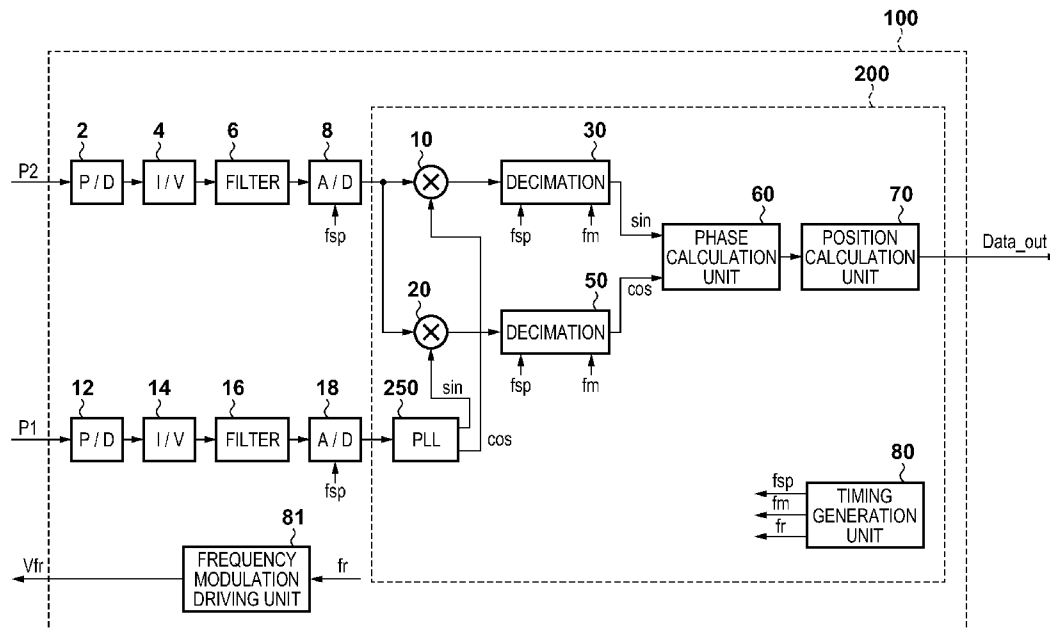 100
200
2
4
6
8
10
30
P2
P / D
I / V
FILTER
A / D
DECIMATION
fsp
fsp
fm
sin
60
70
PHASE
CALCULATION
UNIT
POSITION
CALCULATION
UNIT
Data_out
20
50
cos
DECIMATION
fsp
fm
12
14
16
18
250
sin
P1
P / D
I / V
FILTER
A / D
PLL
cos
fsp
80
fsp
fm
fr
TIMING
GENERATION
UNIT
81
Vfr
FREQUENCY
MODULATION
DRIVING UNIT
fr